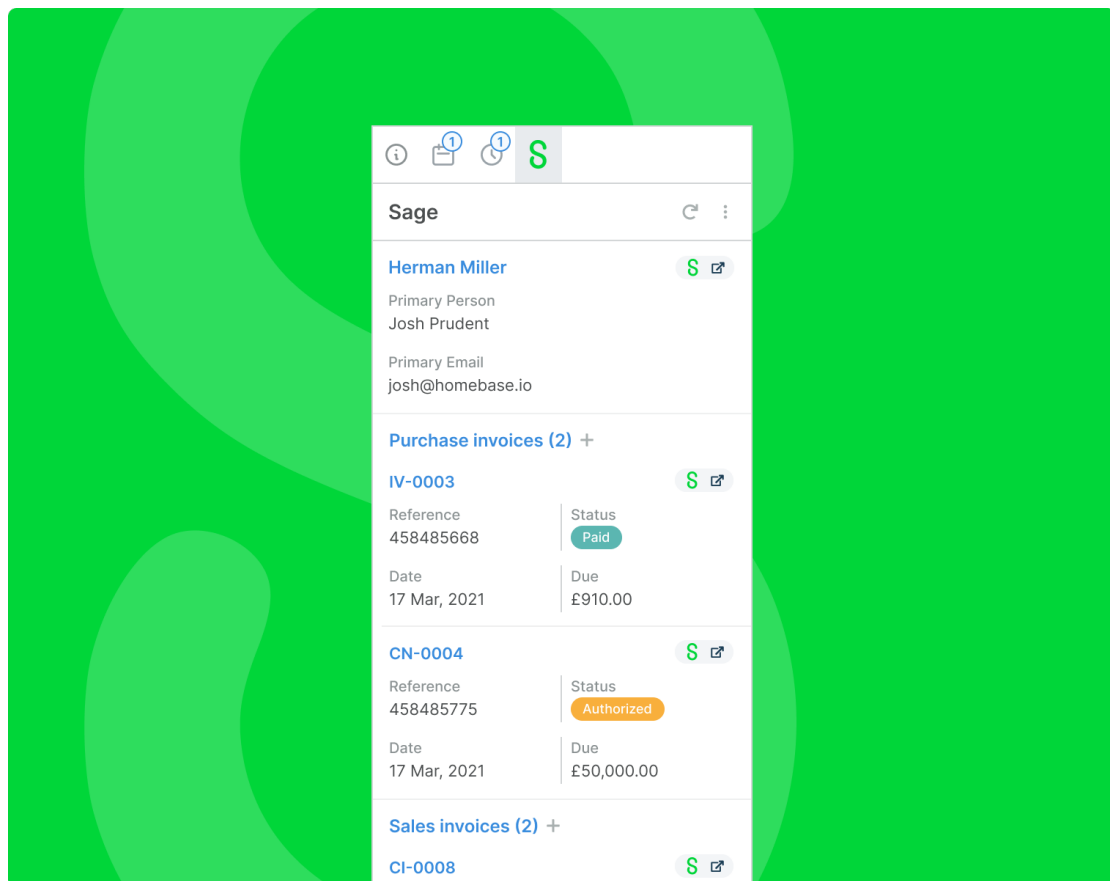 1 1
Sage
Herman Miller
Primary Person
Josh Prudent
Primary Email
josh@homebase.io
Purchase invoices (2) +
IV-0003
Reference Status
458485668 Paid
Date Due
17 Mar, 2021 £910.00
CN-0004
Reference Status
458485775 Authorized
Date Due
17 Mar, 2021 £50,000.00
Sales invoices (2) +
CI-0008